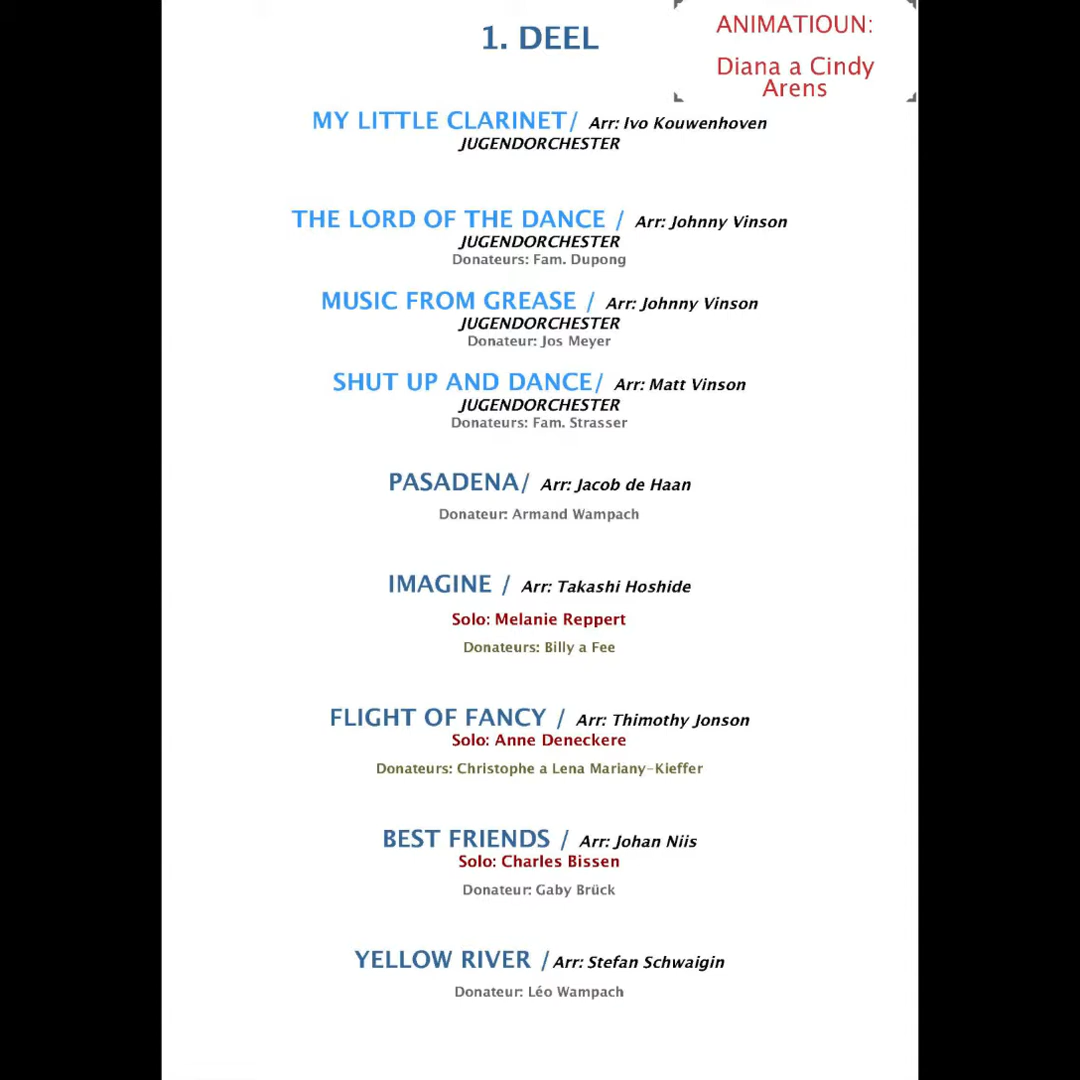 1. DEEL
ANIMATIOUN:
Diana a Cindy
Arens
MY LITTLE CLARINET/ Arr: Ivo Kouwenhoven
JUGENDORCHESTER
THE LORD OF THE DANCE / Arr: Johnny Vinson
JUGENDORCHESTER
Donateurs: Fam. Dupong
MUSIC FROM GREASE / Arr: Johnny Vinson
JUGENDORCHESTER
Donateur: Jos Meyer
SHUT UP AND DANCE/ Arr: Matt Vinson
JUGENDORCHESTER
Donateurs: Fam. Strasser
PASADENA/ Arr: Jacob de Haan
Donateur: Armand Wampach
IMAGINE / Arr: Takashi Hoshide
Solo: Melanie Reppert
Donateurs: Billy a Fee
FLIGHT OF FANCY / Arr: Thimothy Jonson
Solo: Anne Deneckere
Donateurs: Christophe a Lena Mariany-Kieffer
BEST FRIENDS / Arr: Johan Niis
Solo: Charles Bissen
Donateur: Gaby Brück
YELLOW RIVER /Arr: Stefan Schwaigin
Donateur: Léo Wampach